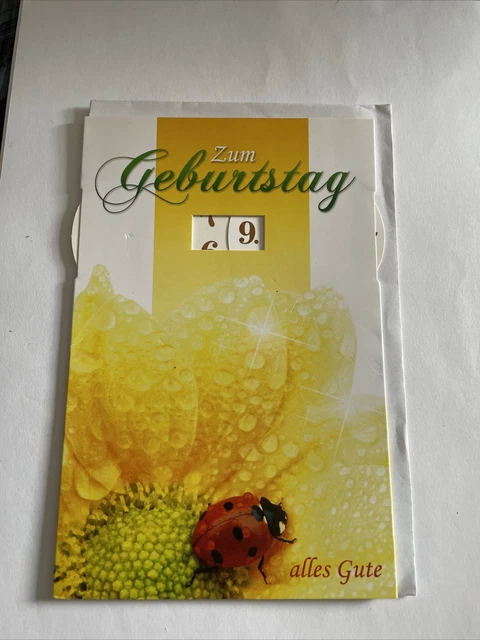 Zum
Geburtstag
9.
alles Gute